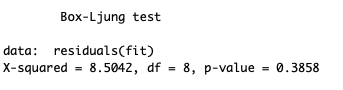 Box-Ljung test
data:  residuals(fit)
X-squared = 8.5042, df = 8, p-value = 0.3858